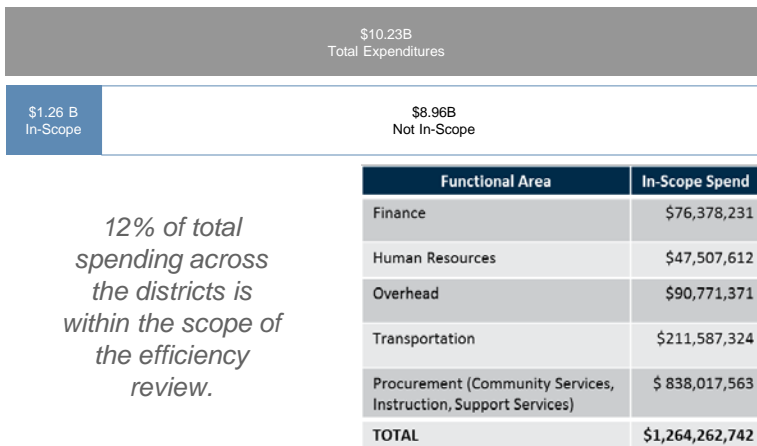 $10.23B
Total Expenditures
$1.26 B
In-Scope
$8.96B
Not In-Scope
12% of total
spending across
the districts is
within the scope of
the efficiency
review.
Functional Area In-Scope Spend
Finance $76,378,231
Human Resources $47,507,612
Overhead $90,771,371
Transportation $211,587,324
Procurement (Community Services, $ 838,017,563
Instruction, Support Services)
TOTAL $1,264,262,742